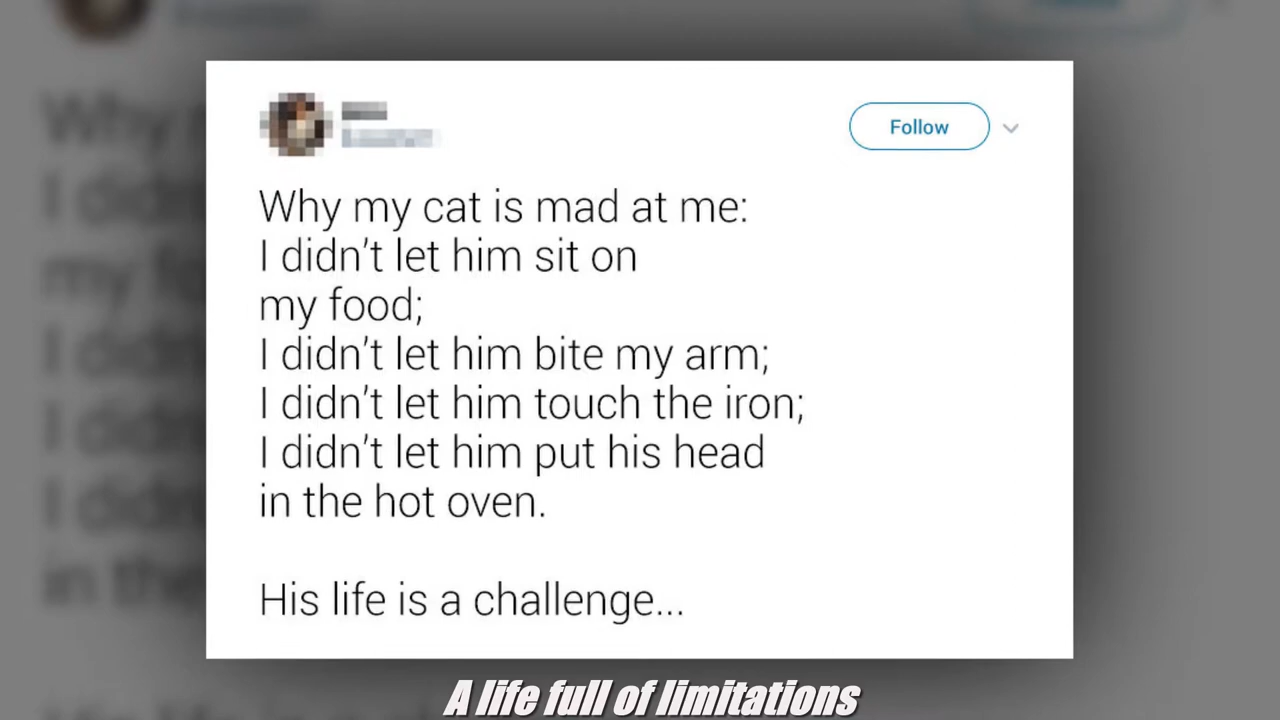 Follow
Why my cat is mad at me:
I didn't let him sit on
my food;
I didn't let him bite my arm;
I didn't let him touch the iron;
I didn't let him put his head
in the hot oven.
His life is a challenge...
A life full of limitations